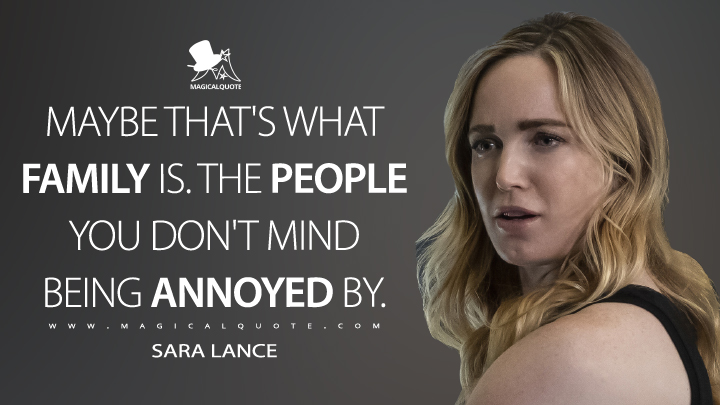 MAGICALQUOTE
MAYBE THAT'S WHAT
FAMILY IS. THE PEOPLE
YOU DON'T MIND
BEING ANNOYED BY.
WWW.MAGICALQUOTE.COM
SARA LANCE